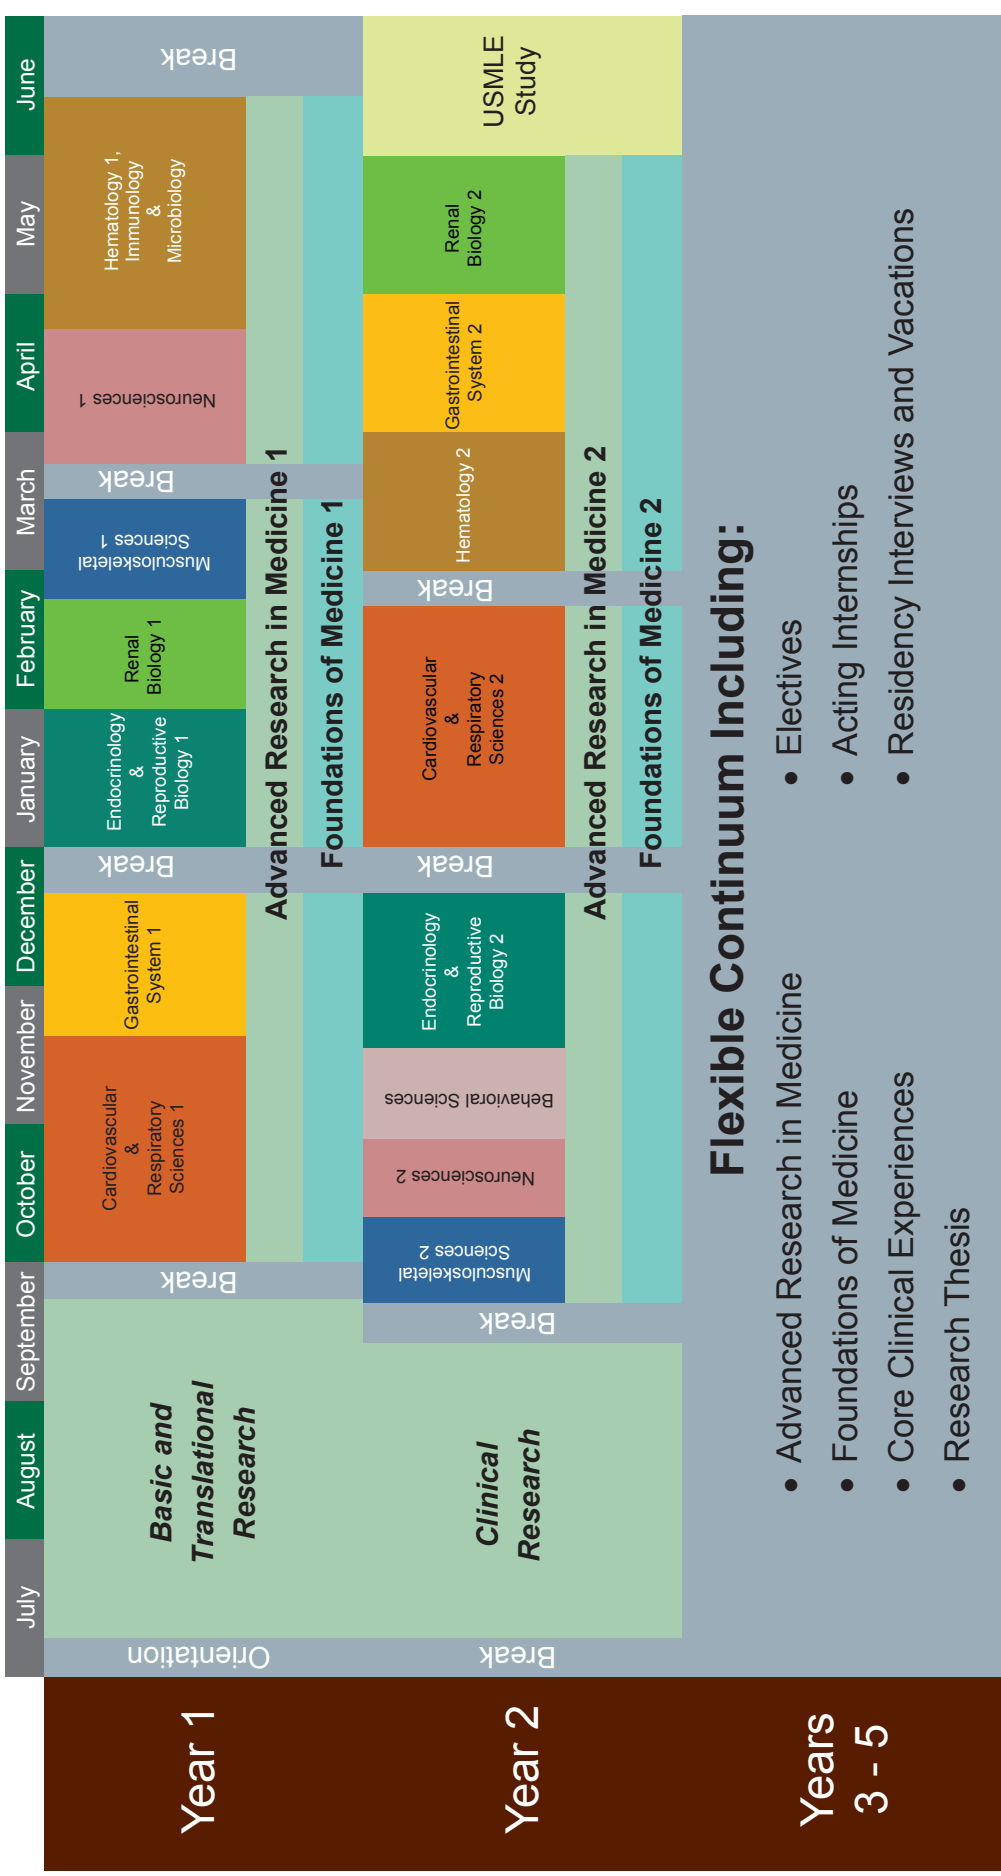 July
August
September
October
November
December
January
February
March
April
May
June
Year 1
Orientation
Basic and
Translational
Research
Break
Cardiovascular
&
Respiratory
Sciences 1
Gastrointestinal
System 1
Break
Endocrinology
&
Reproductive
Biology 1
Renal
Biology 1
Musculoskeletal
Sciences 1
Break
Neurosciences 1
Hematology 1,
Immunology
&
Microbiology
Break
Advanced Research in Medicine 1
Foundations of Medicine 1
Year 2
Break
Clinical
Research
Break
Musculoskeletal
Sciences 2
Neurosciences 2
Behavioral Sciences
Endocrinology
&
Reproductive
Biology 2
Break
Cardiovascular
&
Respiratory
Sciences 2
Break
Hematology 2
Gastrointestinal
System 2
Renal
Biology 2
USMLE
Study
Advanced Research in Medicine 2
Foundations of Medicine 2
Years
3 - 5
Flexible Continuum Including:
• Advanced Research in Medicine
• Foundations of Medicine
• Core Clinical Experiences
• Research Thesis
• Electives
• Acting Internships
• Residency Interviews and Vacations